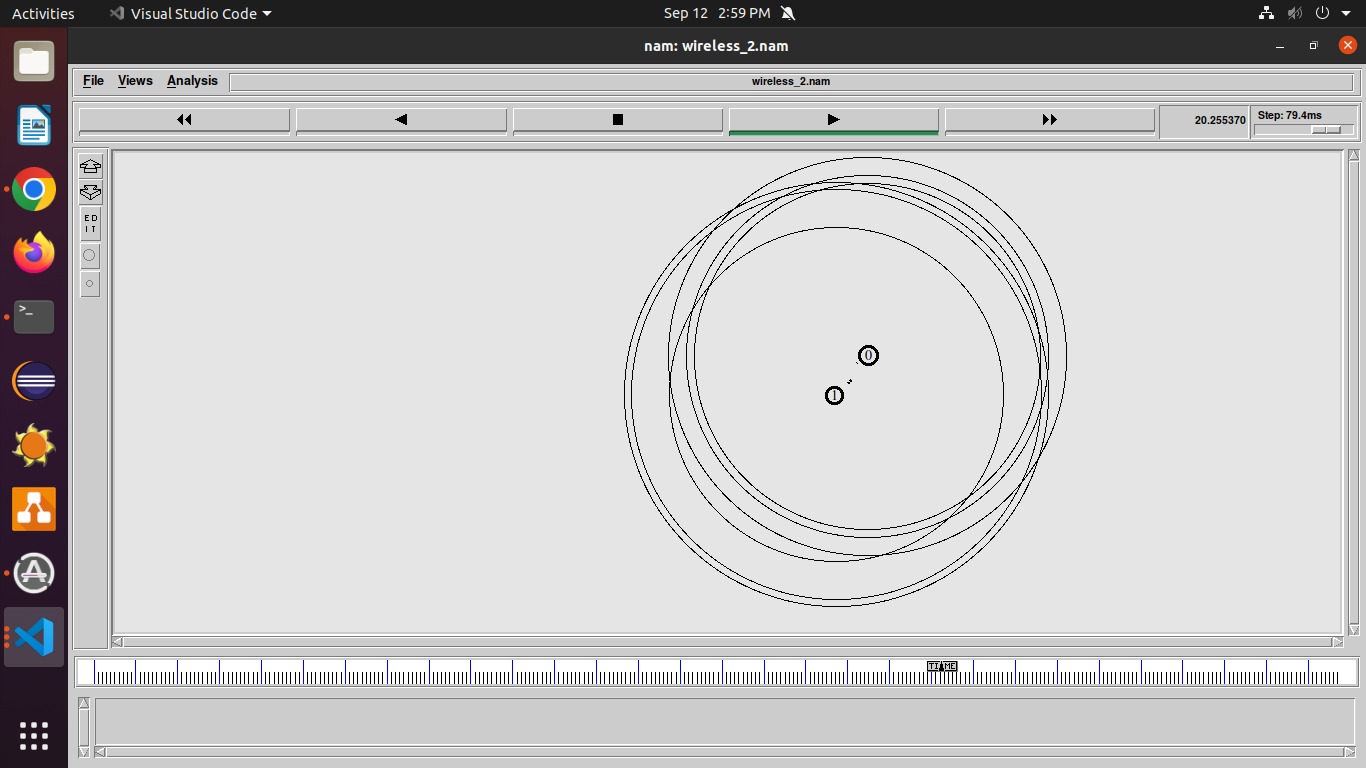 Activities Visual Studio Code Sep 12 2:59 PM
nam: wireless_2.nam
File Views Analysis wireless_2.nam
20.255370 Step: 79.4ms
E D
I T
0
1
TIME